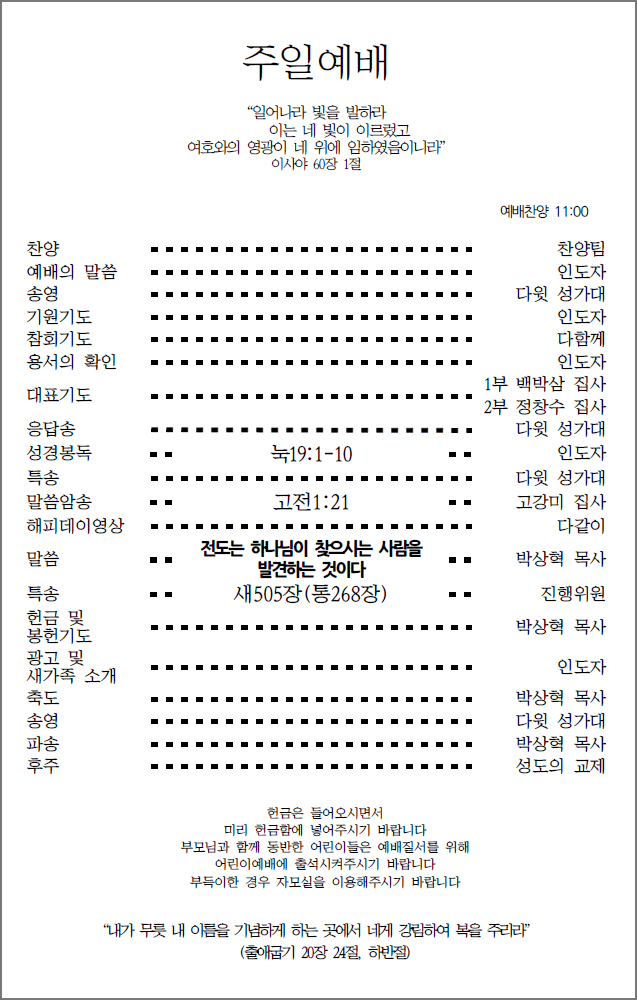 주일예배
“일어나라 빛을 발하라
이는 네 빛이 이르렀고
여호와의 영광이 네 위에 임하였음이니라”
이사야 60장 1절
예배찬양 11:00
찬양 찬양팀
예배의 말씀 인도자
송영 다윗 성가대
기원기도 인도자
참회기도 다함께
용서의 확인 인도자
대표기도 1부 백박삼 집사
2부 정창수 집사
응답송 다윗 성가대
성경봉독 눅19:1-10 인도자
특송 다윗 성가대
말씀암송 고전1:21 고강미 집사
해피데이영상 다같이
말씀 전도는 하나님이 찾으시는 사람을
발견하는 것이다 박상혁 목사
특송 새505장(통268장) 진행위원
헌금 및
봉헌기도 박상혁 목사
광고 및
새가족 소개 인도자
축도 박상혁 목사
송영 다윗 성가대
파송 박상혁 목사
후주 성도의 교제
헌금은 들어오시면서
미리 헌금함에 넣어주시기 바랍니다
부모님과 함께 동반한 어린이들은 예배질서를 위해
어린이예배에 출석시켜주시기 바랍니다
부득이한 경우 자모실을 이용해주시기 바랍니다
“내가 무릇 내 이름을 기념하게 하는 곳에서 네게 강림하여 복을 주리라”
(출애굽기 20장 24절, 하반절)